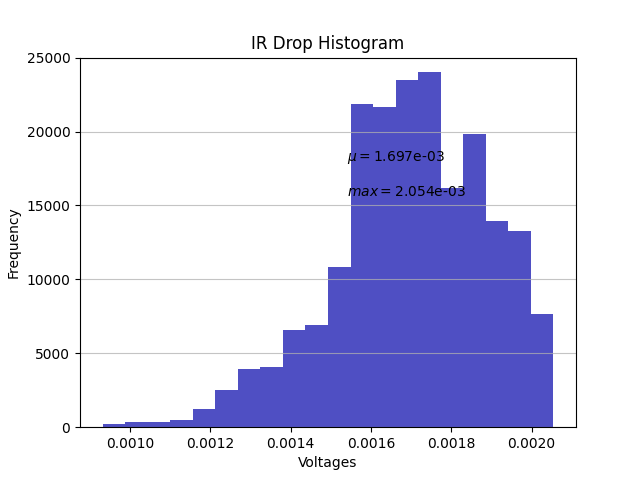 IR Drop Histogram
25000
20000
15000
10000
5000
0
Frequency
μ = 1.697e-03
max = 2.054e-03
0.0010 0.0012 0.0014 0.0016 0.0018 0.0020
Voltages